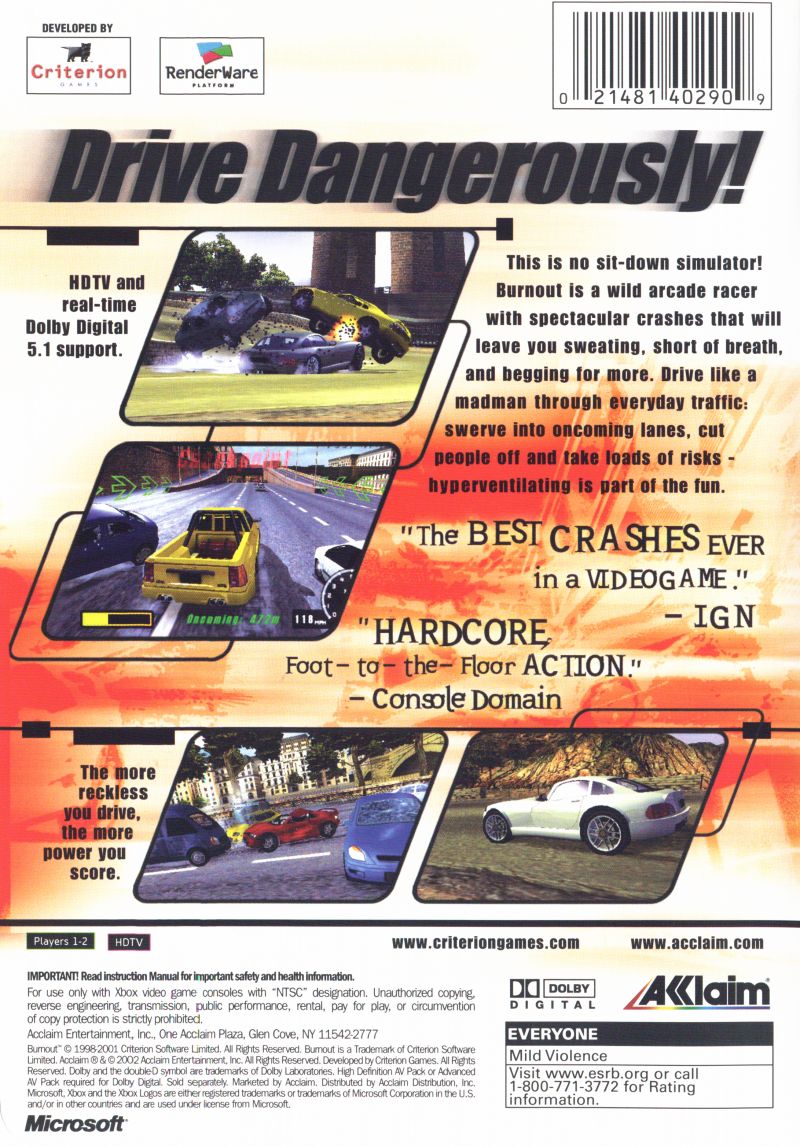 DEVELOPED BY
Criterion
GAMES
RenderWare
PLATFORM
0 21481 40290 9
Drive Dangerously!
HDTV and
real-time
Dolby Digital
5.1 support.
This is no sit-down simulator!
Burnout is a wild arcade racer
with spectacular crashes that will
leave you sweating, short of breath,
and begging for more. Drive like a
madman through everyday traffic:
swerve into oncoming lanes, cut
people off and take loads of risks -
hyperventilating is part of the fun.
Checkpoint
Oncoming: 472m
118 MPH
"The BEST CRASHES EVER
in a VIDEOGAME."
- IGN
"HARDCORE,
Foot-to-the-Floor ACTION."
- Console Domain
The more
reckless
you drive,
the more
power you
score.
Players 1-2
HDTV
www.criteriongames.com
www.acclaim.com
IMPORTANT! Read instruction Manual for important safety and health information.
For use only with Xbox video game consoles with "NTSC" designation. Unauthorized copying,
reverse engineering, transmission, public performance, rental, pay for play, or circumvention
of copy protection is strictly prohibited.
Acclaim Entertainment, Inc., One Acclaim Plaza, Glen Cove, NY 11542-2777
Burnout™ © 1998-2001 Criterion Software Limited. All Rights Reserved. Burnout is a Trademark of Criterion Software
Limited. Acclaim ® & © 2002 Acclaim Entertainment, Inc. All Rights Reserved. Developed by Criterion Games. All Rights
Reserved. Dolby and the double-D symbol are trademarks of Dolby Laboratories. High Definition AV Pack or Advanced
AV Pack required for Dolby Digital. Sold separately. Marketed by Acclaim. Distributed by Acclaim Distribution, Inc.
Microsoft, Xbox and the Xbox Logos are either registered trademarks or trademarks of Microsoft Corporation in the U.S.
and/or in other countries and are used under license from Microsoft.
Microsoft
DOLBY
DIGITAL
AKKlaim
EVERYONE
Mild Violence
Visit www.esrb.org or call
1-800-771-3772 for Rating
information.